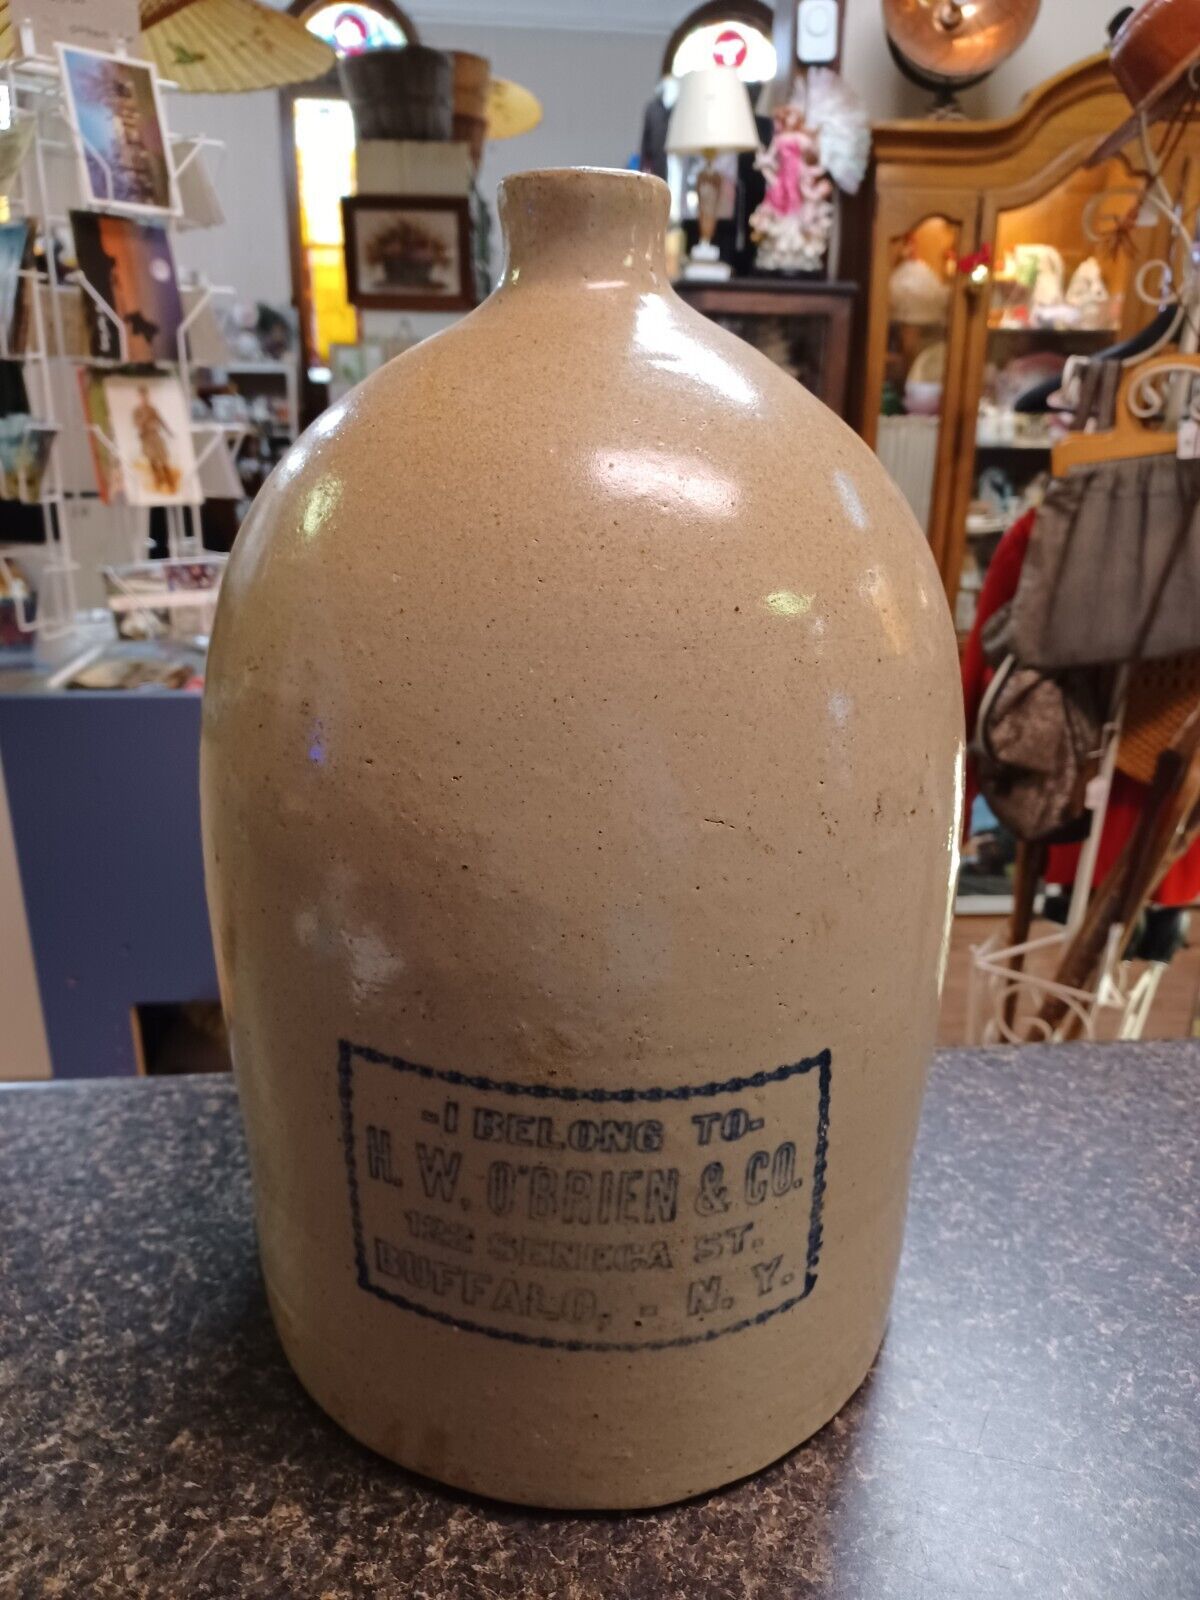 -I BELONG TO-
H. W. O'BRIEN & CO.
122 SENECA ST.
BUFFALO, - N. Y.